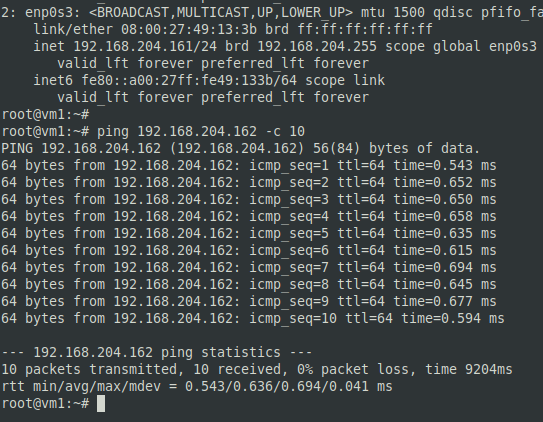 2: enp0s3: <BROADCAST,MULTICAST,UP,LOWER_UP> mtu 1500 qdisc pfifo_fa
link/ether 08:00:27:49:13:3b brd ff:ff:ff:ff:ff:ff
inet 192.168.204.161/24 brd 192.168.204.255 scope global enp0s3
valid_lft forever preferred_lft forever
inet6 fe80::a00:27ff:fe49:133b/64 scope link
valid_lft forever preferred_lft forever
root@vm1:~#
root@vm1:~# ping 192.168.204.162 -c 10
PING 192.168.204.162 (192.168.204.162) 56(84) bytes of data.
64 bytes from 192.168.204.162: icmp_seq=1 ttl=64 time=0.543 ms
64 bytes from 192.168.204.162: icmp_seq=2 ttl=64 time=0.652 ms
64 bytes from 192.168.204.162: icmp_seq=3 ttl=64 time=0.650 ms
64 bytes from 192.168.204.162: icmp_seq=4 ttl=64 time=0.658 ms
64 bytes from 192.168.204.162: icmp_seq=5 ttl=64 time=0.635 ms
64 bytes from 192.168.204.162: icmp_seq=6 ttl=64 time=0.615 ms
64 bytes from 192.168.204.162: icmp_seq=7 ttl=64 time=0.694 ms
64 bytes from 192.168.204.162: icmp_seq=8 ttl=64 time=0.645 ms
64 bytes from 192.168.204.162: icmp_seq=9 ttl=64 time=0.677 ms
64 bytes from 192.168.204.162: icmp_seq=10 ttl=64 time=0.594 ms
--- 192.168.204.162 ping statistics ---
10 packets transmitted, 10 received, 0% packet loss, time 9204ms
rtt min/avg/max/mdev = 0.543/0.636/0.694/0.041 ms
root@vm1:~#